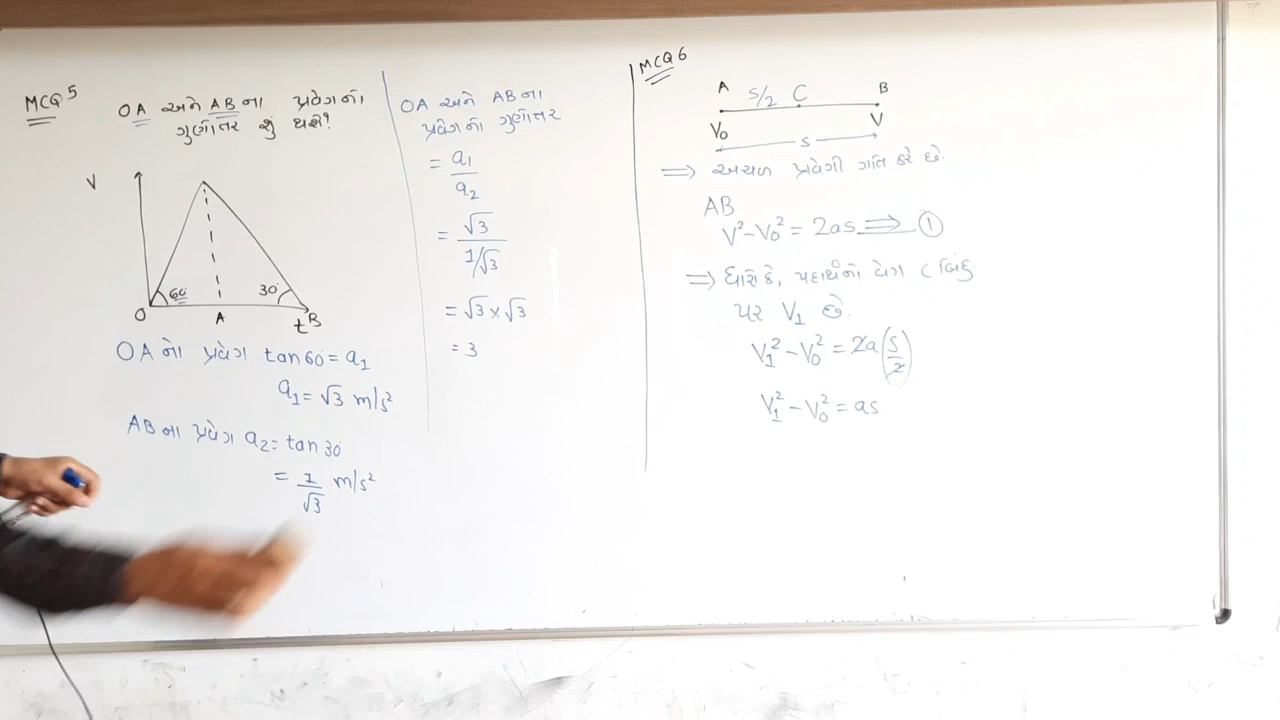 MCQ 5
OA અને AB ના પ્રવેગનો
ગુણોત્તર શું થશે?
V
60°
30°
O
A
B
t
OA નો પ્રવેગ tan 60° = a₁
a₁ = √3 m/s²
AB ના પ્રવેગ a₂ = tan 30°
= 1/√3 m/s²
OA અને AB ના
પ્રવેગનો ગુણોત્તર
= a₁/a₂
= √3/(1/√3)
= √3 × √3
= 3
MCQ 6
A S/2 C B
V₀ V
S
⇒ અચળ પ્રવેગી ગતિ કરે છે.
AB
V² - V₀² = 2as ⇒ ①
⇒ ધારો કે, પદાર્થનો વેગ C બિંદુ
પર V₁ છે.
V₁² - V₀² = 2a(S/2)
V₁² - V₀² = as